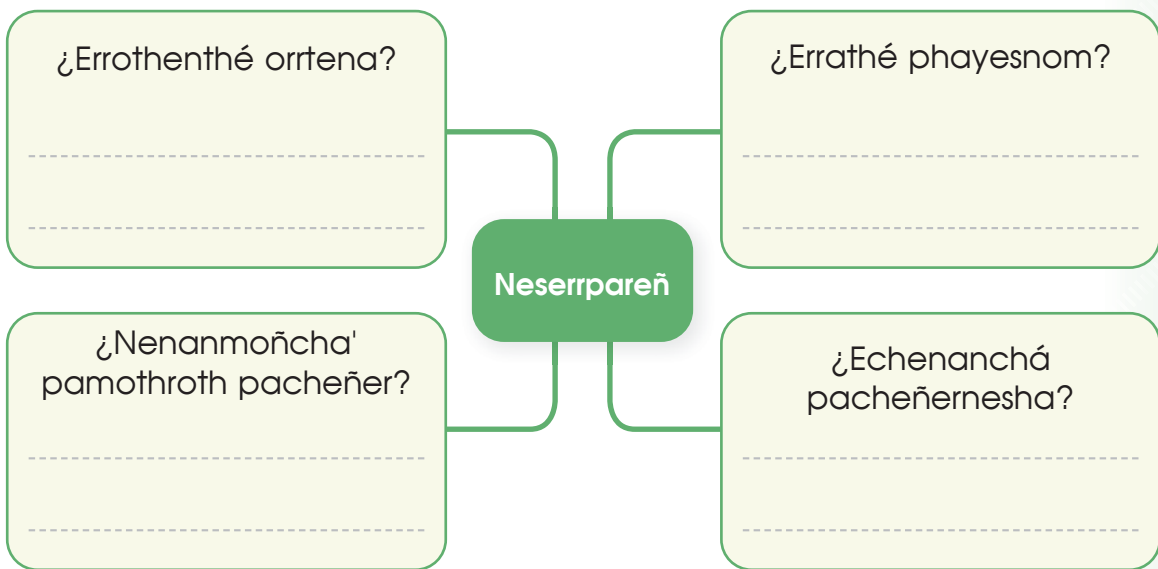 ¿Errothenthé orrtena?
¿Errathé phayesnom?
Neserrpareñ
¿Nenanmoñcha'
pamothroth pacheñer?
¿Echenanchá
pacheñernesha?